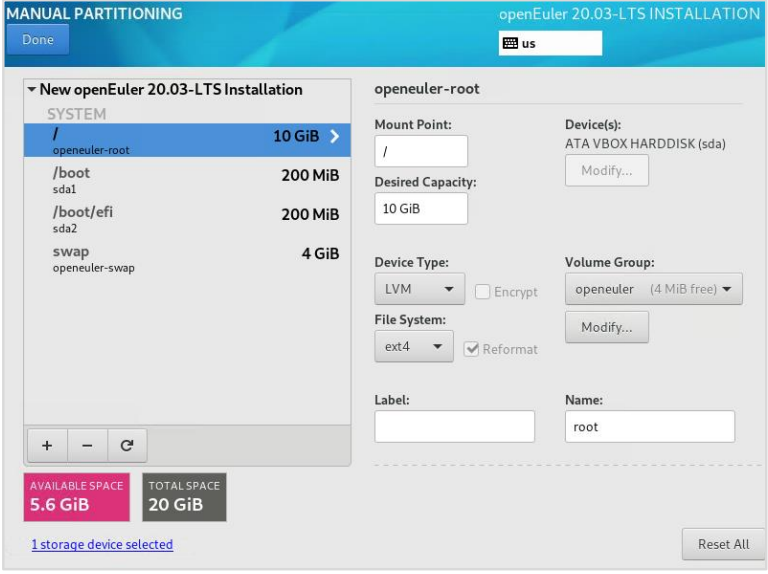 MANUAL PARTITIONING
openEuler 20.03-LTS INSTALLATION
Done
us
New openEuler 20.03-LTS Installation
SYSTEM
/ 10 GiB
openeuler-root
/boot 200 MiB
sda1
/boot/efi 200 MiB
sda2
swap 4 GiB
openeuler-swap
+ −
AVAILABLE SPACE
5.6 GiB
TOTAL SPACE
20 GiB
1 storage device selected
openeuler-root
Mount Point:
/
Desired Capacity:
10 GiB
Device(s):
ATA VBOX HARDDISK (sda)
Modify...
Device Type:
LVM
Encrypt
Volume Group:
openeuler (4 MiB free)
Modify...
File System:
ext4
Reformat
Label:
Name:
root
Reset All